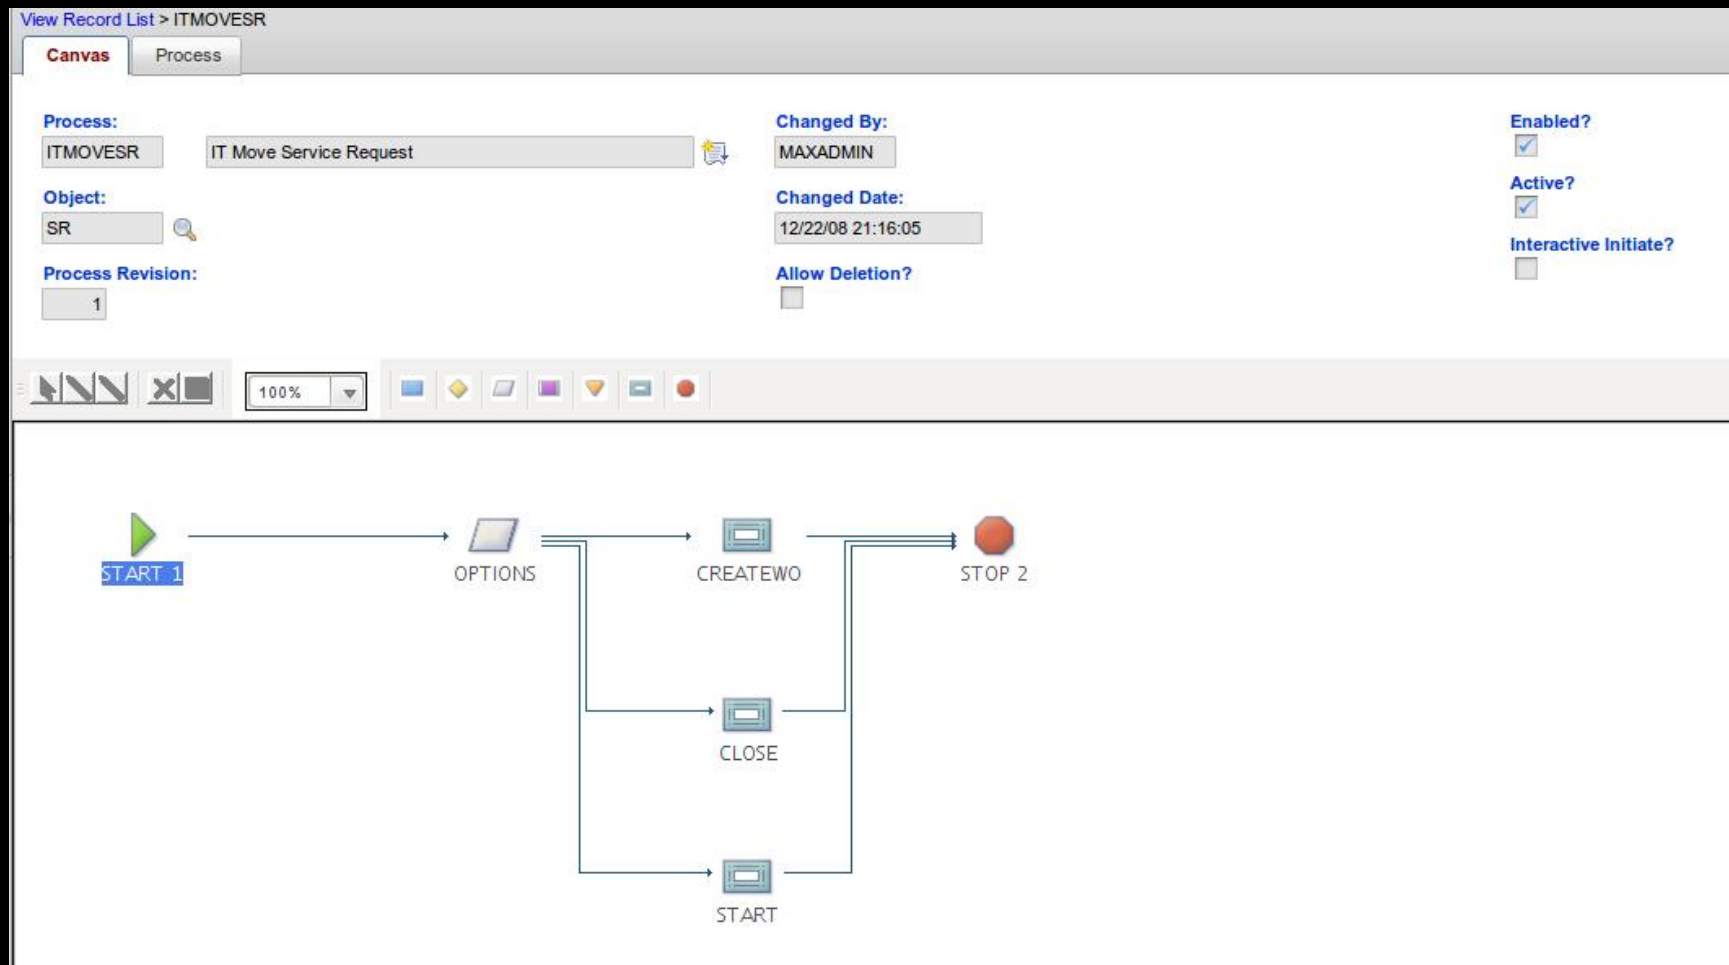 View Record List > ITMOVESR
Canvas Process
Process: Changed By: Enabled?
ITMOVESR IT Move Service Request MAXADMIN
Active?
Object: Changed Date:
SR 12/22/08 21:16:05
Interactive Initiate?
Process Revision: Allow Deletion?
1
100%
START 1 OPTIONS CREATEWO STOP 2
CLOSE
START